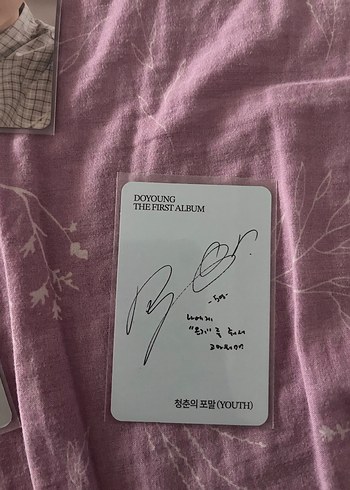 DOYOUNG
THE FIRST ALBUM
나에게
"온기"를 줘서
고마워
청춘의 포말 (YOUTH)